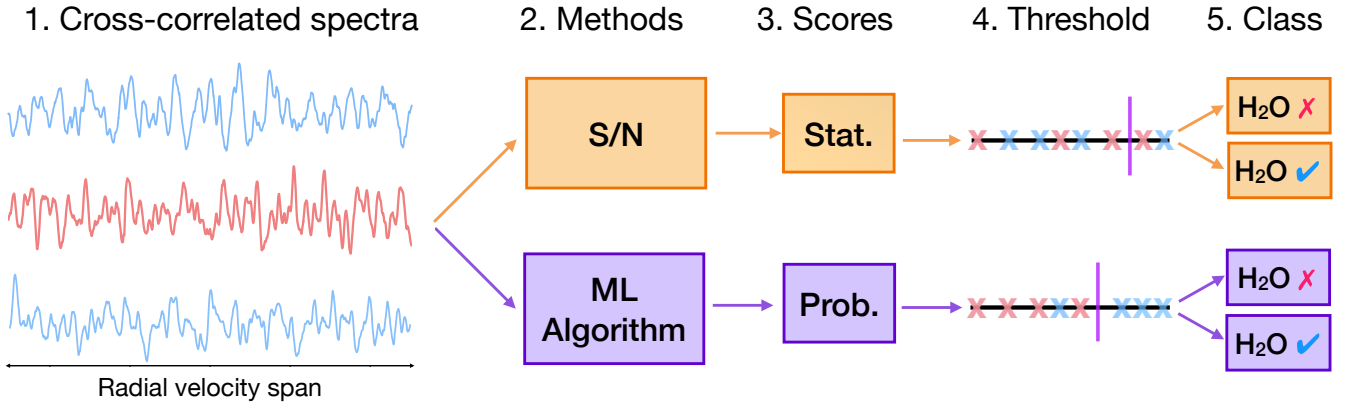 1. Cross-correlated spectra
2. Methods
3. Scores
4. Threshold
5. Class
S/N
Stat.
H₂O ✗
H₂O ✔
ML
Algorithm
Prob.
H₂O ✗
H₂O ✔
Radial velocity span